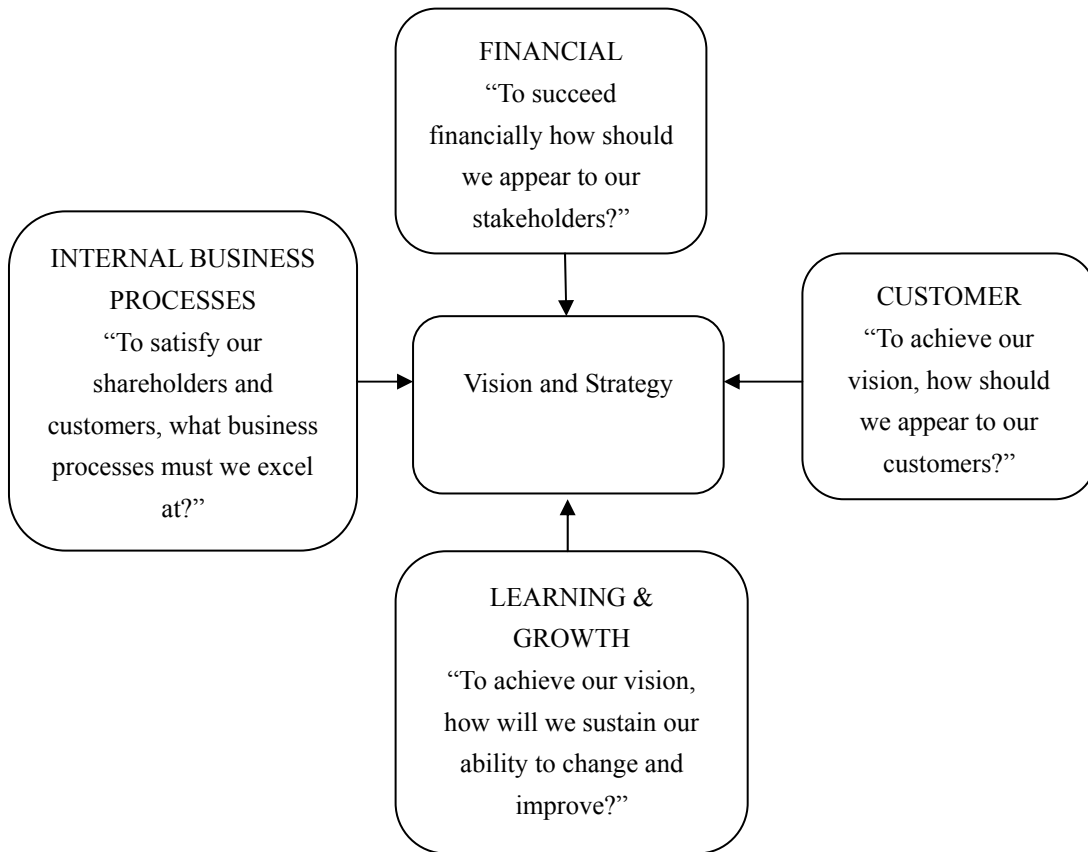 FINANCIAL
“To succeed
financially how should
we appear to our
stakeholders?”
INTERNAL BUSINESS
PROCESSES
“To satisfy our
shareholders and
customers, what business
processes must we excel
at?”
Vision and Strategy
CUSTOMER
“To achieve our
vision, how should
we appear to our
customers?”
LEARNING &
GROWTH
“To achieve our vision,
how will we sustain our
ability to change and
improve?”